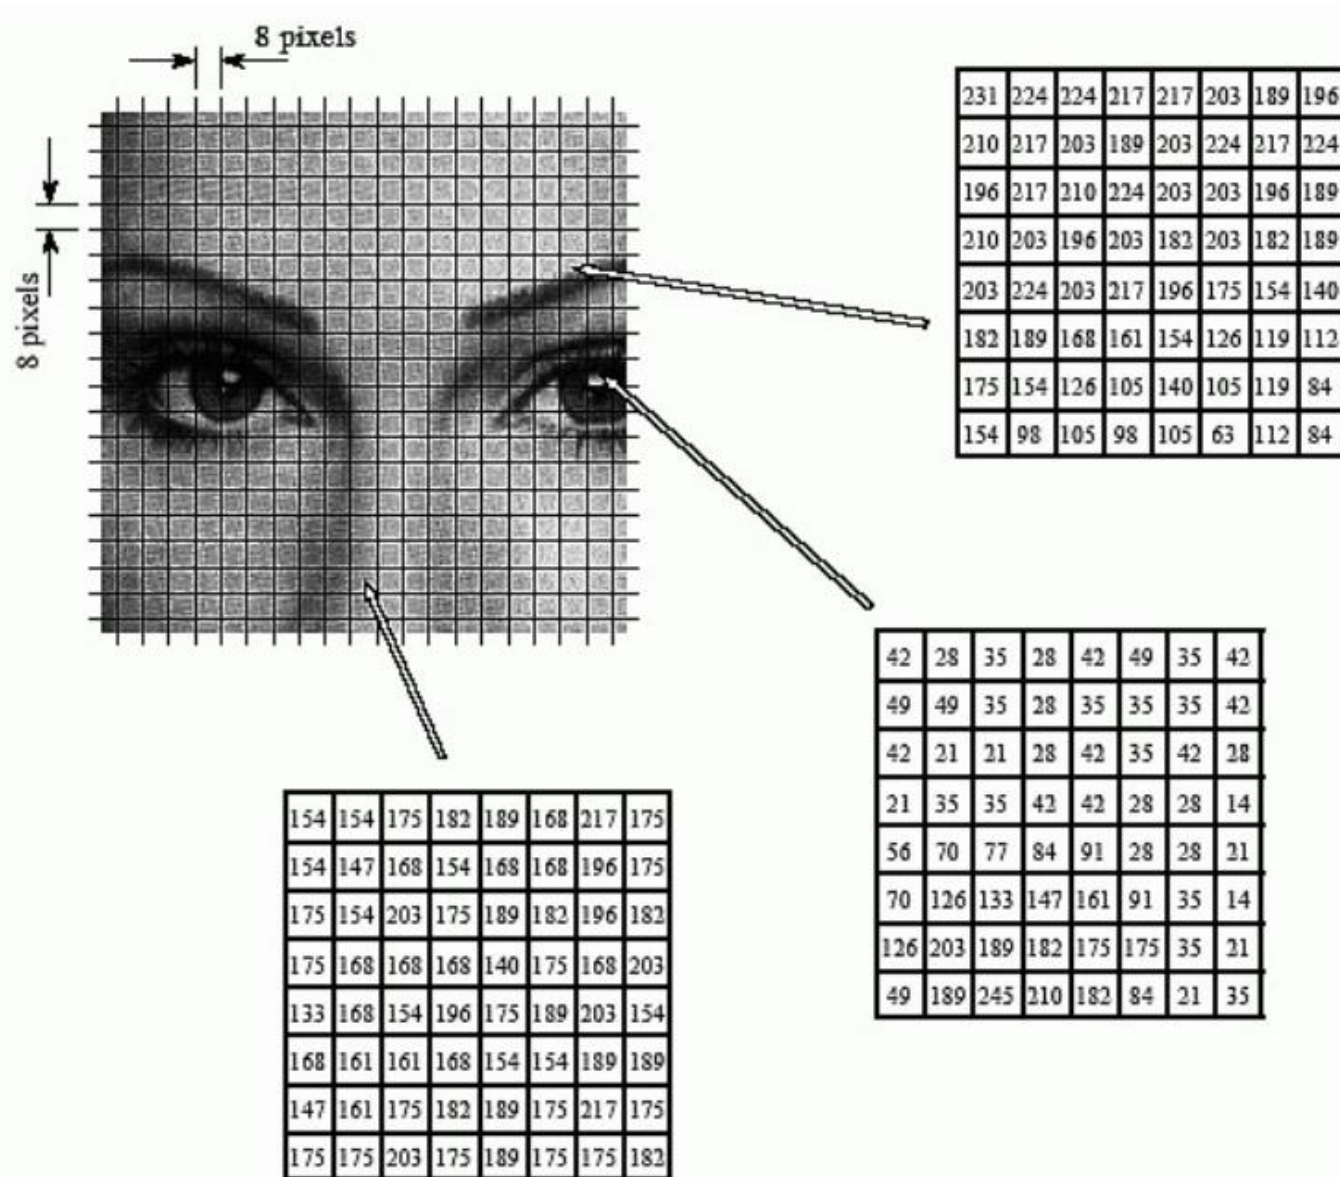 8 pixels
8 pixels
231 224 224 217 217 203 189 196
210 217 203 189 203 224 217 224
196 217 210 224 203 203 196 189
210 203 196 203 182 203 182 189
203 224 203 217 196 175 154 140
182 189 168 161 154 126 119 112
175 154 126 105 140 105 119 84
154 98 105 98 105 63 112 84
42 28 35 28 42 49 35 42
49 49 35 28 35 35 35 42
42 21 21 28 42 35 42 28
21 35 35 42 42 28 28 14
56 70 77 84 91 28 28 21
70 126 133 147 161 91 35 14
126 203 189 182 175 175 35 21
49 189 245 210 182 84 21 35
154 154 175 182 189 168 217 175
154 147 168 154 168 168 196 175
175 154 203 175 189 182 196 182
175 168 168 168 140 175 168 203
133 168 154 196 175 189 203 154
168 161 161 168 154 154 189 189
147 161 175 182 189 175 217 175
175 175 203 175 189 175 175 182